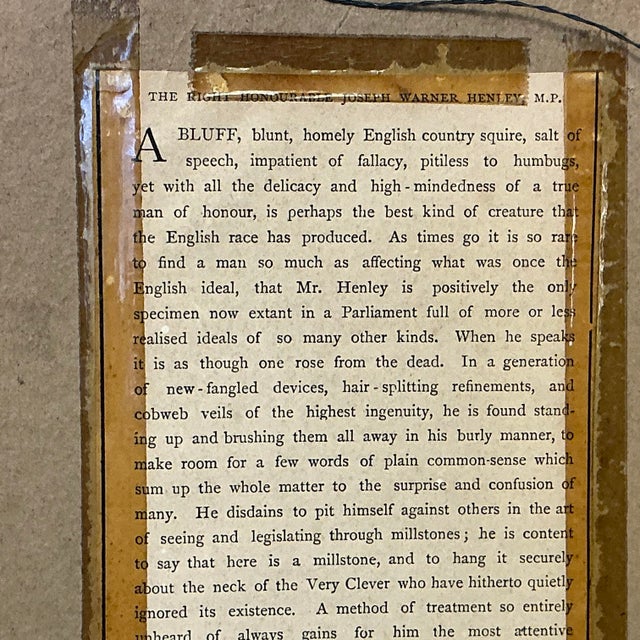 THE RIGHT HONOURABLE JOSEPH WARNER HENLEY, M.P.
A BLUFF, blunt, homely English country squire, salt of
speech, impatient of fallacy, pitiless to humbugs,
yet with all the delicacy and high-mindedness of a true
man of honour, is perhaps the best kind of creature that
the English race has produced. As times go it is so rare
to find a man so much as affecting what was once the
English ideal, that Mr. Henley is positively the only
specimen now extant in a Parliament full of more or less
realised ideals of so many other kinds. When he speaks
it is as though one rose from the dead. In a generation
of new-fangled devices, hair-splitting refinements, and
cobweb veils of the highest ingenuity, he is found stand-
ing up and brushing them all away in his burly manner, to
make room for a few words of plain common-sense which
sum up the whole matter to the surprise and confusion of
many. He disdains to pit himself against others in the art
of seeing and legislating through millstones; he is content
to say that here is a millstone, and to hang it securely
about the neck of the Very Clever who have hitherto quietly
ignored its existence. A method of treatment so entirely
unheard of always gains for him the most attentive